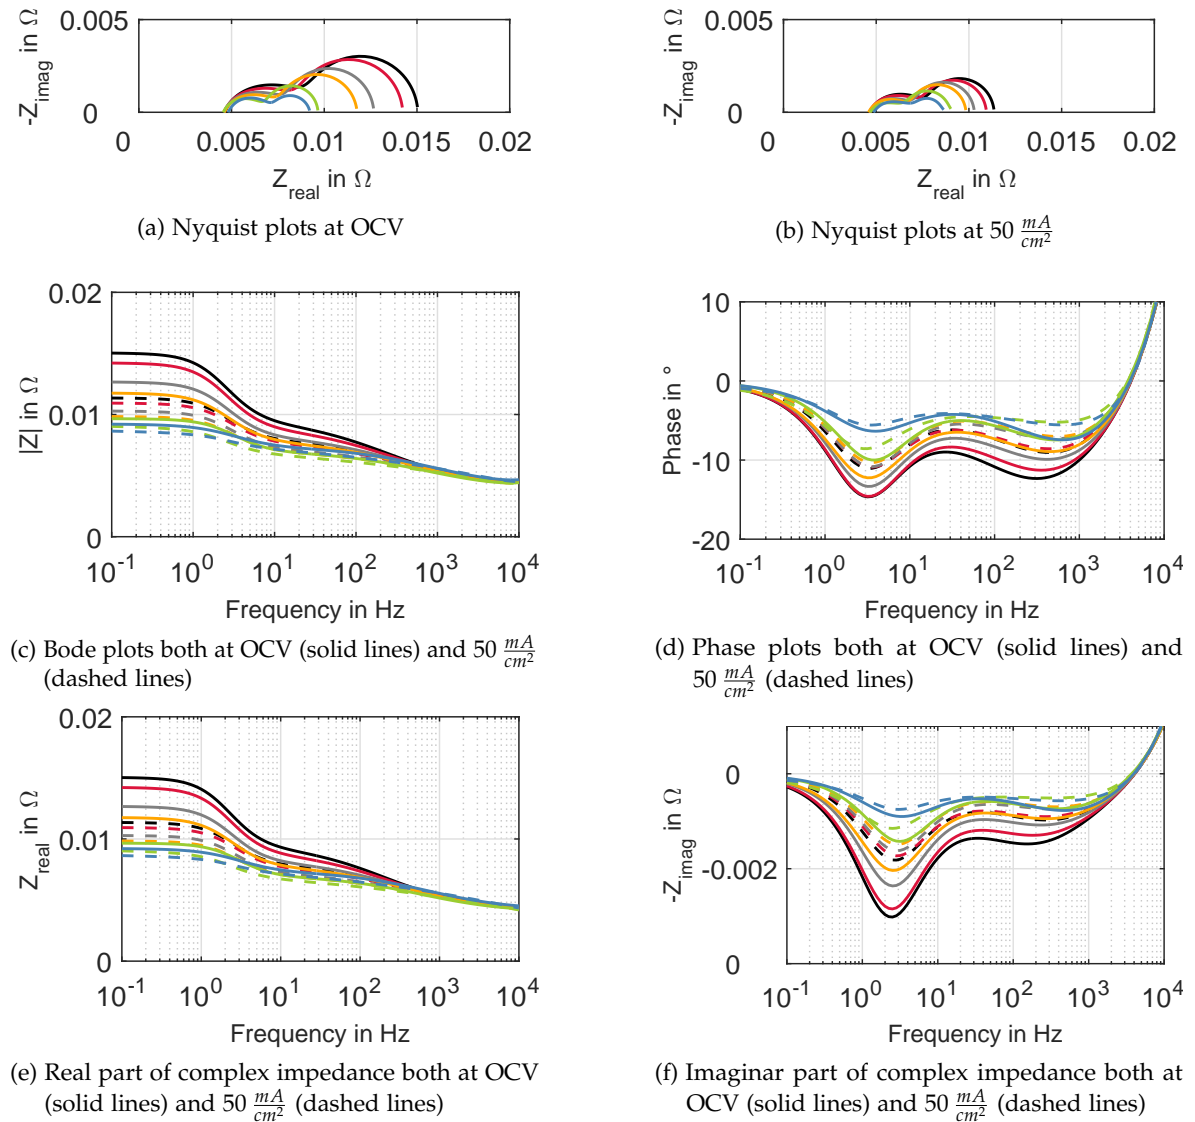 0.005
0
-Z_imag in Ω
0 0.005 0.01 0.015 0.02
Z_real in Ω
(a) Nyquist plots at OCV
0.005
0
-Z_imag in Ω
0 0.005 0.01 0.015 0.02
Z_real in Ω
(b) Nyquist plots at 50 mA/cm²
0.02
0.01
0
|Z| in Ω
10^-1 10^0 10^1 10^2 10^3 10^4
Frequency in Hz
(c) Bode plots both at OCV (solid lines) and 50 mA/cm²
(dashed lines)
10
0
-10
-20
Phase in °
10^-1 10^0 10^1 10^2 10^3 10^4
Frequency in Hz
(d) Phase plots both at OCV (solid lines) and
50 mA/cm² (dashed lines)
0.02
0.01
0
Z_real in Ω
10^-1 10^0 10^1 10^2 10^3 10^4
Frequency in Hz
(e) Real part of complex impedance both at OCV
(solid lines) and 50 mA/cm² (dashed lines)
0
-0.002
0
-Z_imag in Ω
10^-1 10^0 10^1 10^2 10^3 10^4
Frequency in Hz
(f) Imaginar part of complex impedance both at
OCV (solid lines) and 50 mA/cm² (dashed lines)